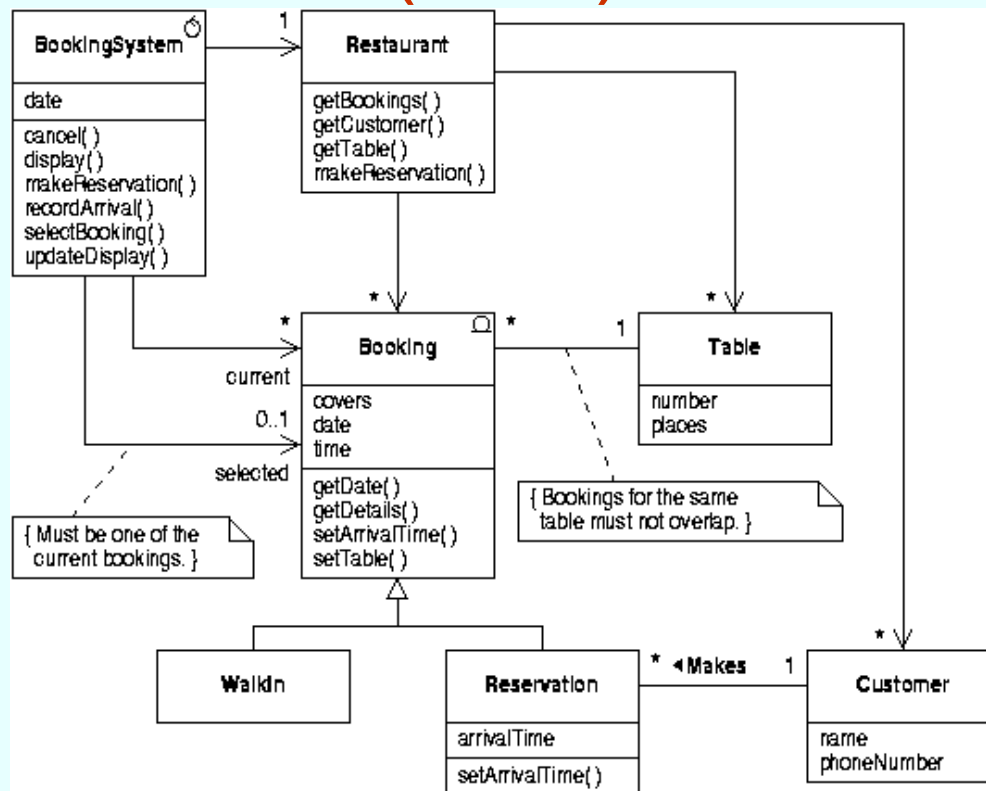 BookingSystem
date
cancel( )
display( )
makeReservation( )
recordArrival( )
selectBooking( )
updateDisplay( )
1
Restaurant
getBookings( )
getCustomer( )
getTable( )
makeReservation( )
*
*
*
current
0..1
selected
Booking
covers
date
time
getDate( )
getDetails( )
setArrivalTime( )
setTable( )
*
1
Table
number
places
{ Must be one of the
current bookings. }
{ Bookings for the same
table must not overlap. }
WalkIn
Reservation
arrivalTime
setArrivalTime( )
* ◄Makes 1
*
Customer
name
phoneNumber